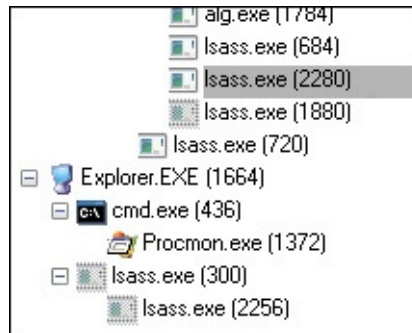 alg.exe (1784)
lsass.exe (684)
lsass.exe (2280)
lsass.exe (1880)
lsass.exe (720)
Explorer.EXE (1664)
cmd.exe (436)
Procmon.exe (1372)
lsass.exe (300)
lsass.exe (2256)